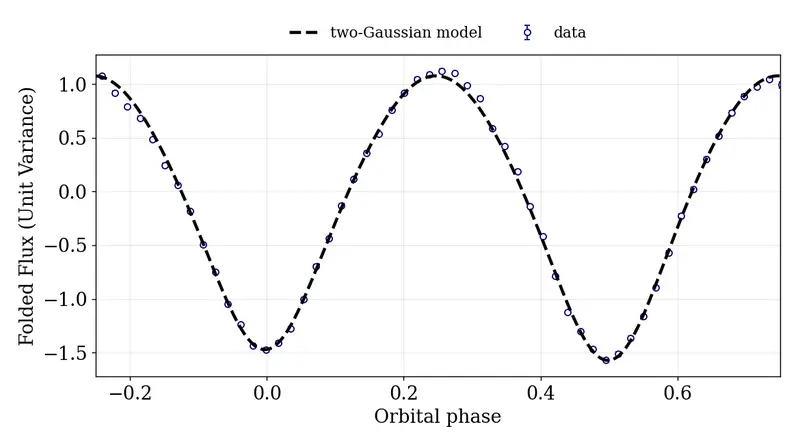 two-Gaussian model
data
Folded Flux (Unit Variance)
1.0
0.5
0.0
−0.5
−1.0
−1.5
−0.2
0.0
0.2
0.4
0.6
Orbital phase